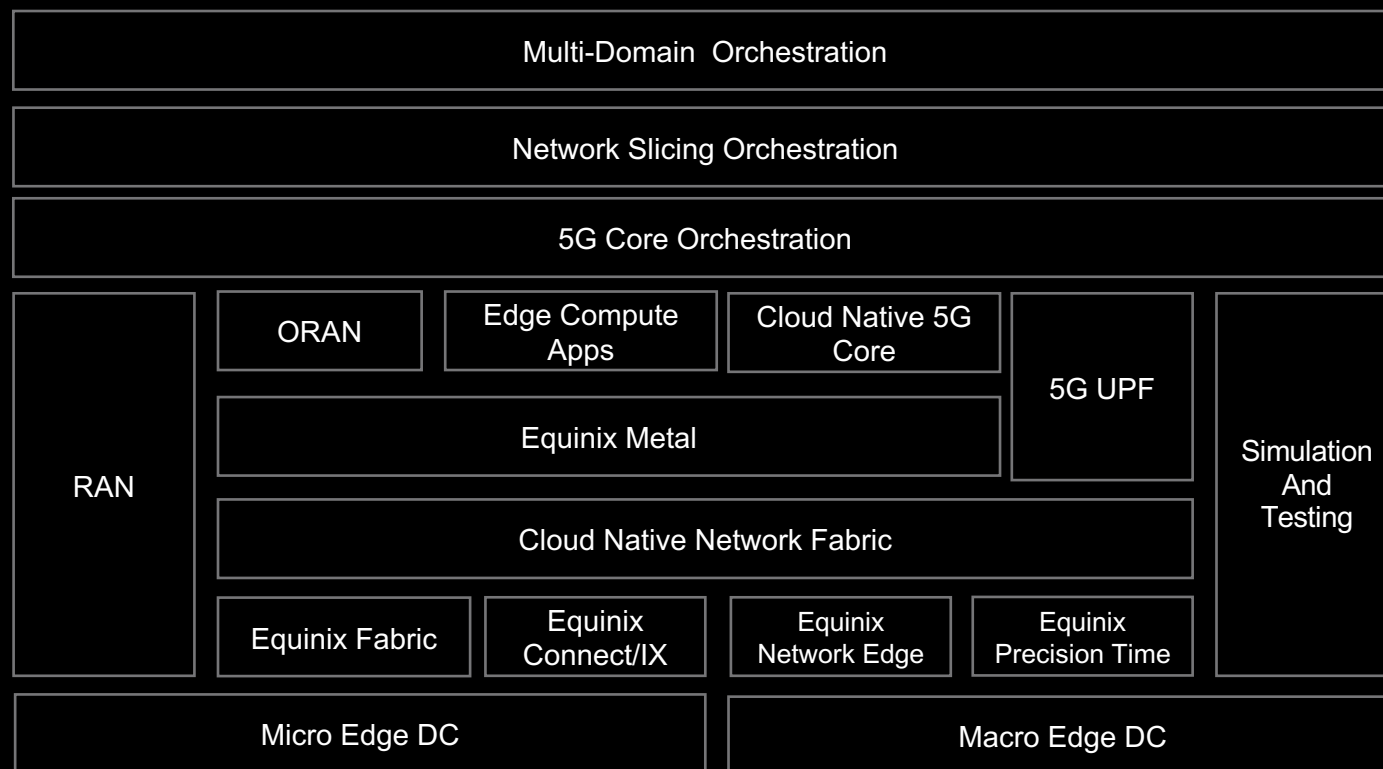 Multi-Domain Orchestration
Network Slicing Orchestration
5G Core Orchestration
RAN
ORAN
Edge Compute
Apps
Cloud Native 5G
Core
5G UPF
Simulation
And
Testing
Equinix Metal
Cloud Native Network Fabric
Equinix Fabric
Equinix
Connect/IX
Equinix
Network Edge
Equinix
Precision Time
Micro Edge DC
Macro Edge DC